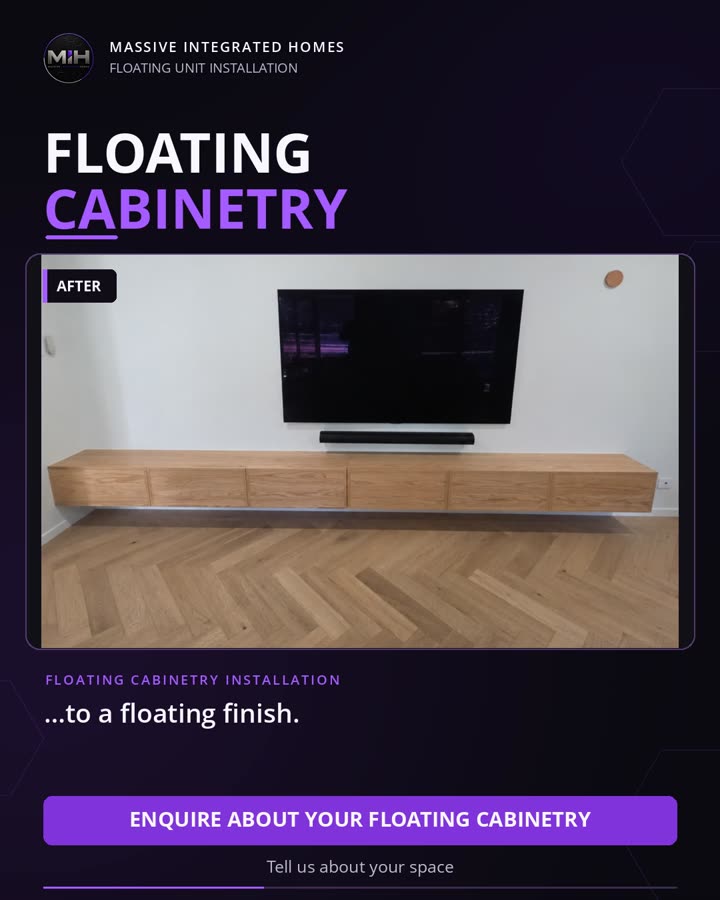 MIH
MASSIVE INTEGRATED HOMES
FLOATING UNIT INSTALLATION
FLOATING
CABINETRY
AFTER
FLOATING CABINETRY INSTALLATION
...to a floating finish.
ENQUIRE ABOUT YOUR FLOATING CABINETRY
Tell us about your space